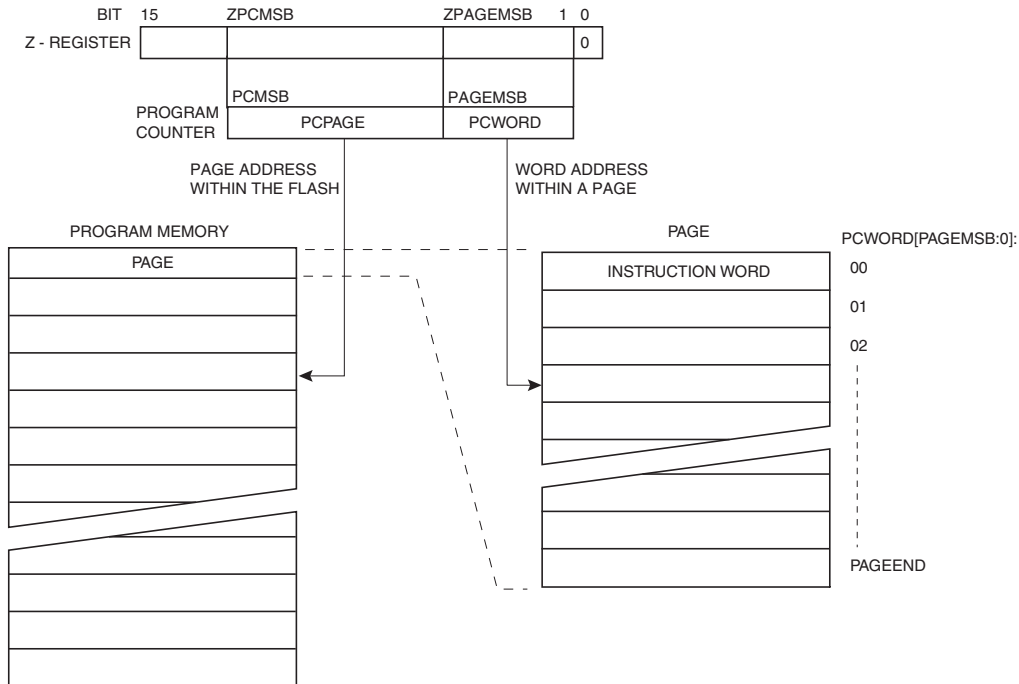 BIT 15 ZPCMSB ZPAGEMSB 1 0
Z - REGISTER 0
PCMSB PAGEMSB
PROGRAM
COUNTER
PCPAGE PCWORD
PAGE ADDRESS
WITHIN THE FLASH
WORD ADDRESS
WITHIN A PAGE
PROGRAM MEMORY
PAGE
PAGE
PCWORD[PAGEMSB:0]:
INSTRUCTION WORD
00
01
02
PAGEEND